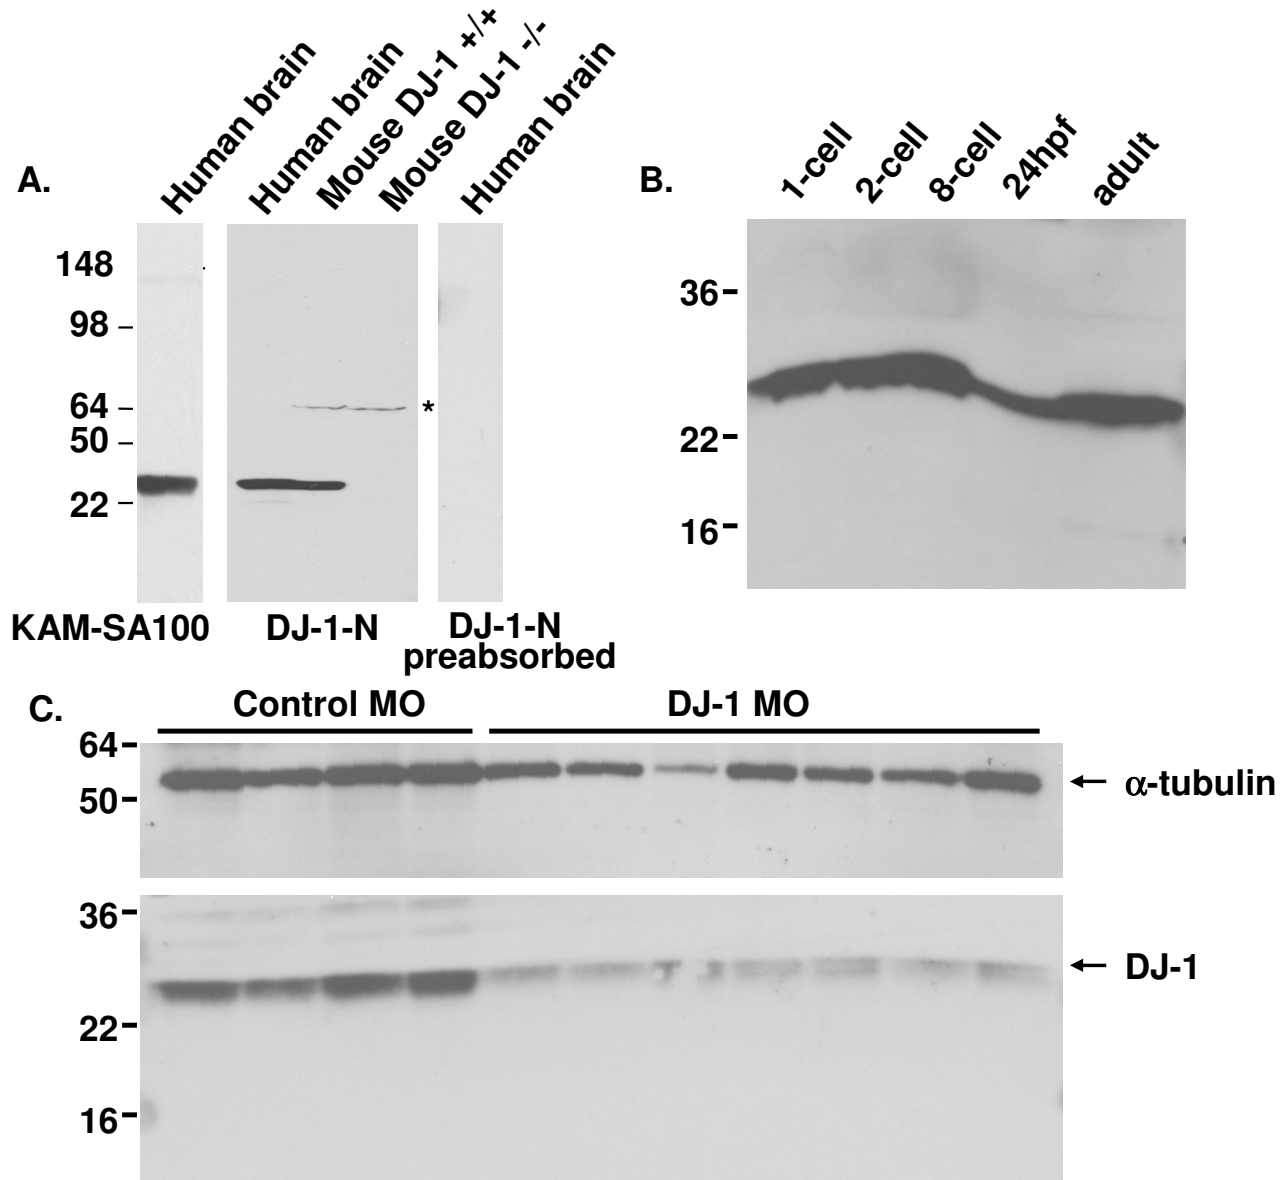 A.
Human brain
Human brain
Mouse DJ-1 +/+
Mouse DJ-1 -/-
Human brain
148
98
64
50
22
*
KAM-SA100
DJ-1-N
DJ-1-N
preabsorbed
B.
1-cell
2-cell
8-cell
24hpf
adult
36
22
16
C.
Control MO
DJ-1 MO
64
50
α-tubulin
36
22
16
DJ-1